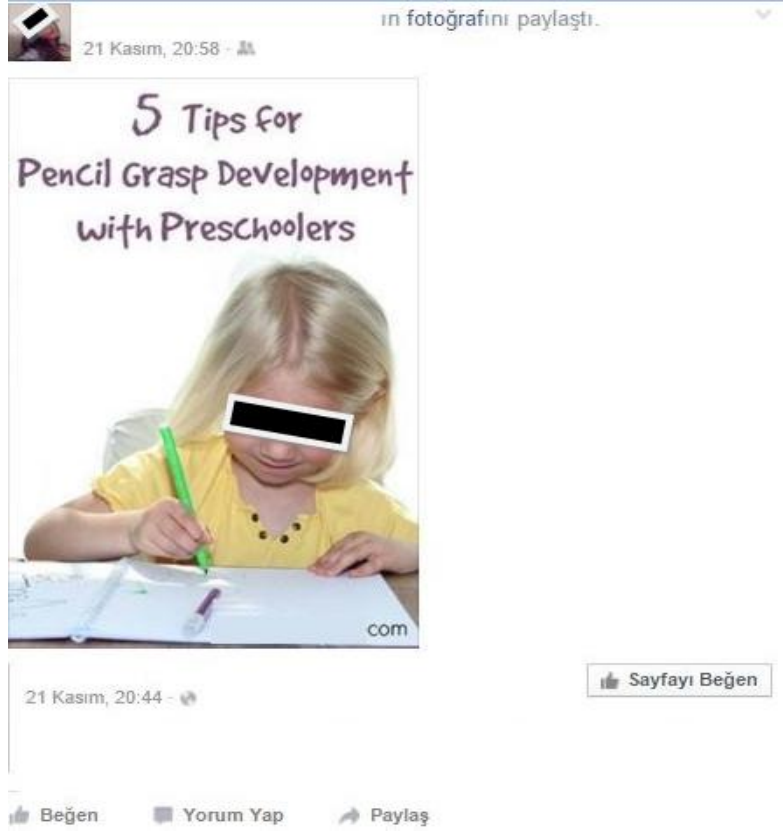 ın fotoğrafını paylaştı.
21 Kasım, 20:58 ·
5 Tips for
Pencil Grasp Development
with Preschoolers
com
Sayfayı Beğen
21 Kasım, 20:44 ·
Beğen Yorum Yap Paylaş